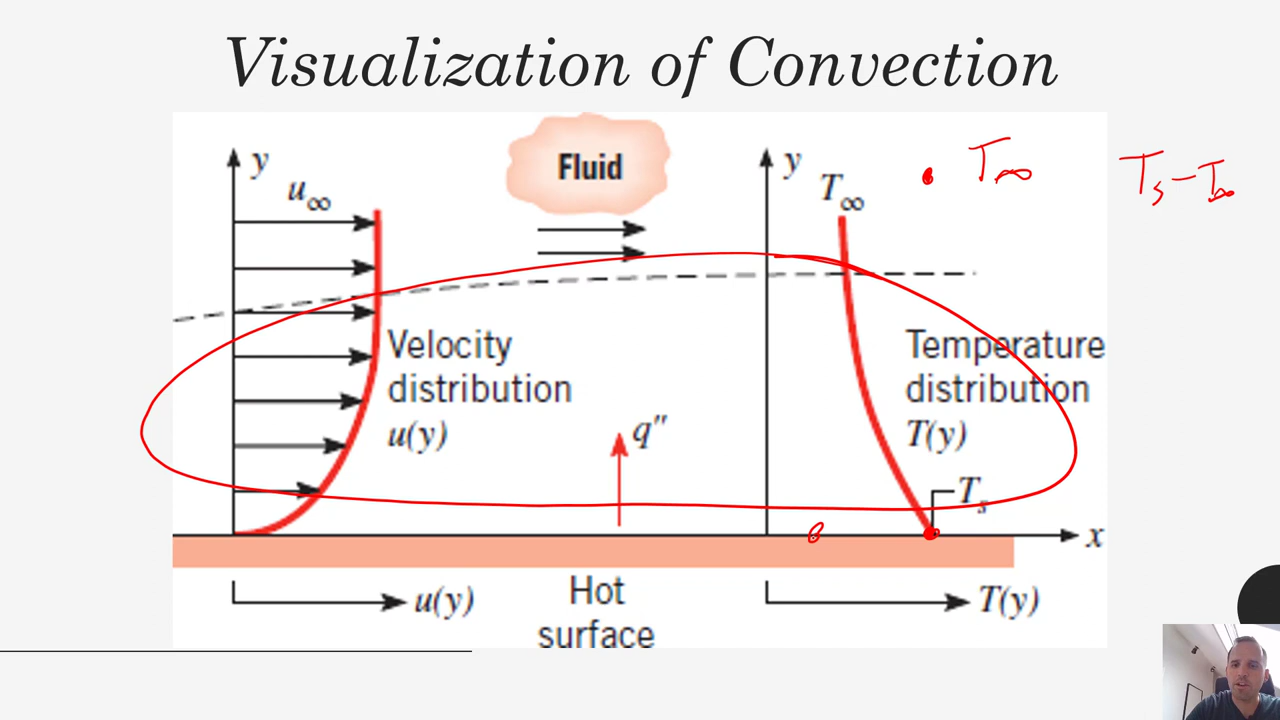 Visualization of Convection
y
u∞
Fluid
y
T∞
T∞
Ts-T∞
Velocity
distribution
u(y)
q"
Temperature
distribution
T(y)
Ts
x
u(y)
Hot
surface
T(y)